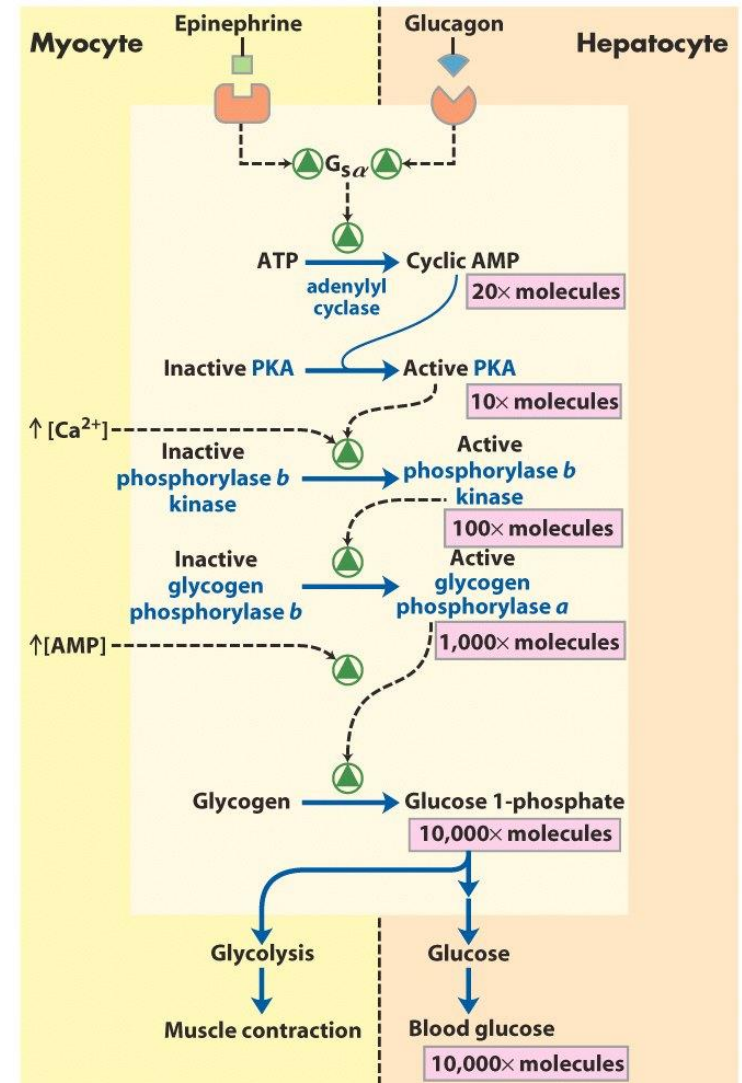 Myocyte
Epinephrine
Glucagon
Hepatocyte
Gsα
ATP
Cyclic AMP
adenylyl
cyclase
20× molecules
Inactive PKA
Active PKA
10× molecules
↑[Ca2+]
Inactive
phosphorylase b
kinase
Active
phosphorylase b
kinase
100× molecules
Inactive
glycogen
phosphorylase b
Active
glycogen
phosphorylase a
1,000× molecules
↑[AMP]
Glycogen
Glucose 1-phosphate
10,000× molecules
Glycolysis
Glucose
Muscle contraction
Blood glucose
10,000× molecules